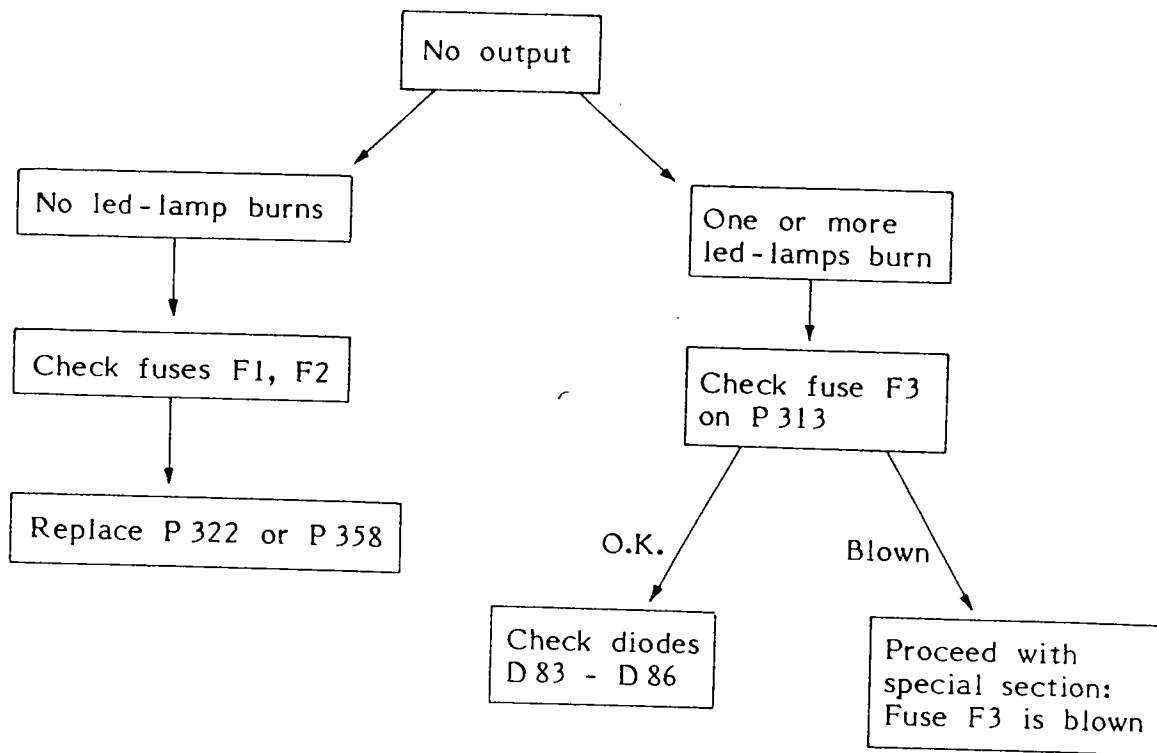 No output
No led-lamp burns
One or more
led-lamps burn
Check fuses F1, F2
Check fuse F3
on P 313
Replace P 322 or P 358
O.K.
Blown
Check diodes
D 83 - D 86
Proceed with
special section:
Fuse F3 is blown